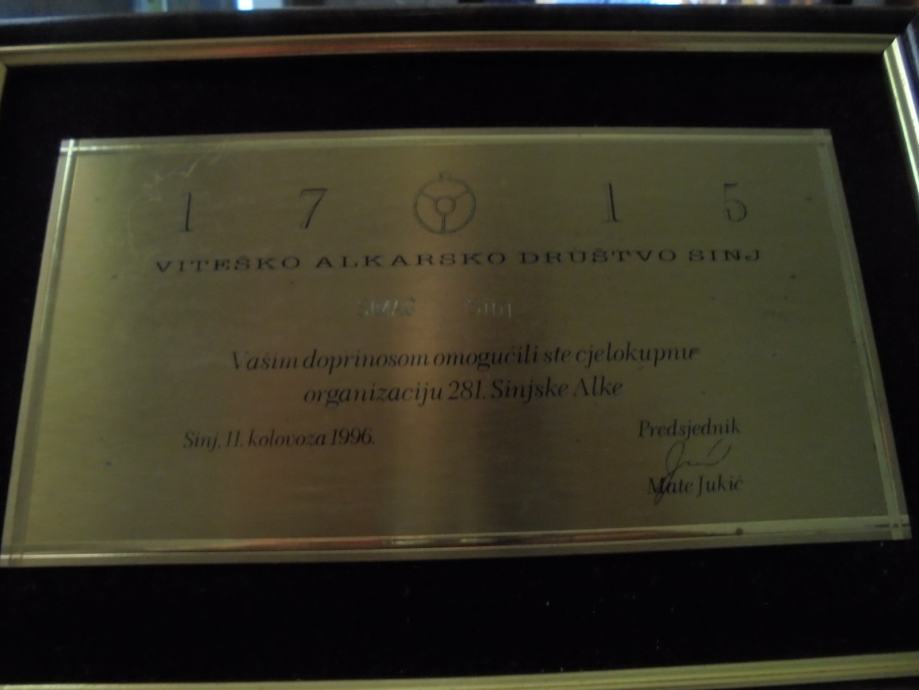 1 7 1 5
VITEŠKO ALKARSKO DRUŠTVO SINJ
Sinj
Vašim doprinosom omogućili ste cjelokupnu
organizaciju 281. Sinjske Alke
Sinj, 11. kolovoza 1996.
Predsjednik
Mate Jukić